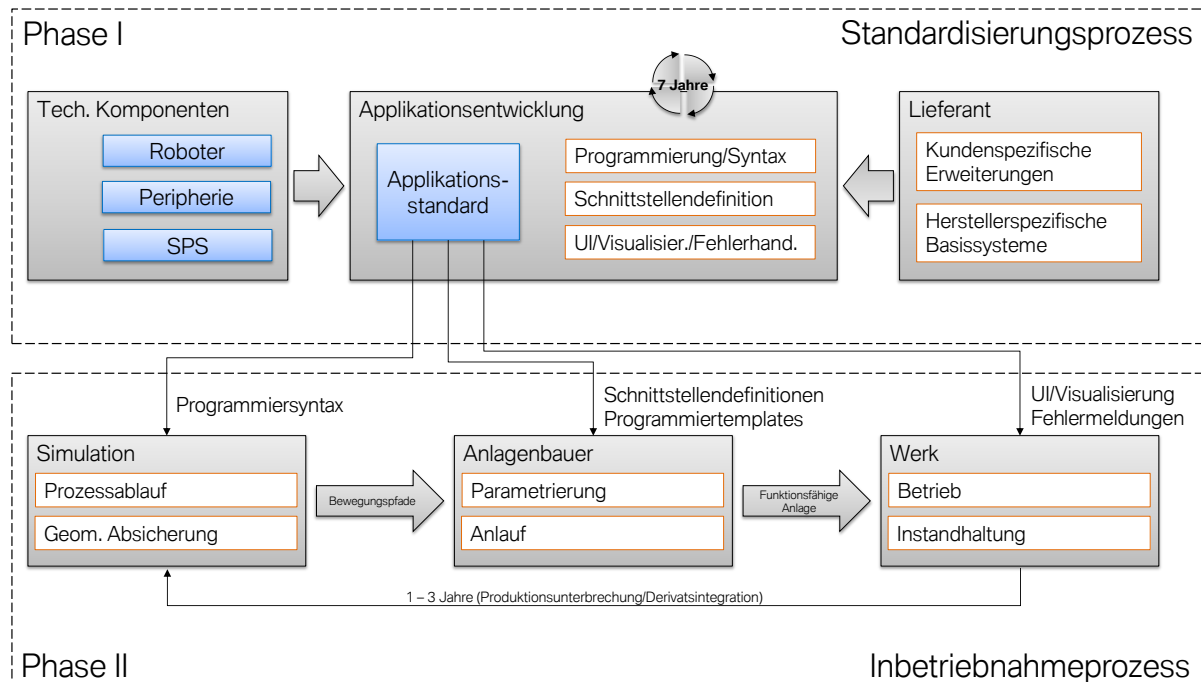 Phase I
Standardisierungsprozess
7 Jahre
Tech. Komponenten
Roboter
Peripherie
SPS
Applikationsentwicklung
Applikations-
standard
Programmierung/Syntax
Schnittstellendefinition
UI/Visualisier./Fehlerhand.
Lieferant
Kundenspezifische
Erweiterungen
Herstellerspezifische
Basissysteme
Programmiersyntax
Schnittstellendefinitionen
Programmiertemplates
UI/Visualisierung
Fehlermeldungen
Simulation
Prozessablauf
Geom. Absicherung
Bewegungspfade
Anlagenbauer
Parametrierung
Anlauf
Funktionsfähige
Anlage
Werk
Betrieb
Instandhaltung
1 – 3 Jahre (Produktionsunterbrechung/Derivatsintegration)
Phase II
Inbetriebnahmeprozess